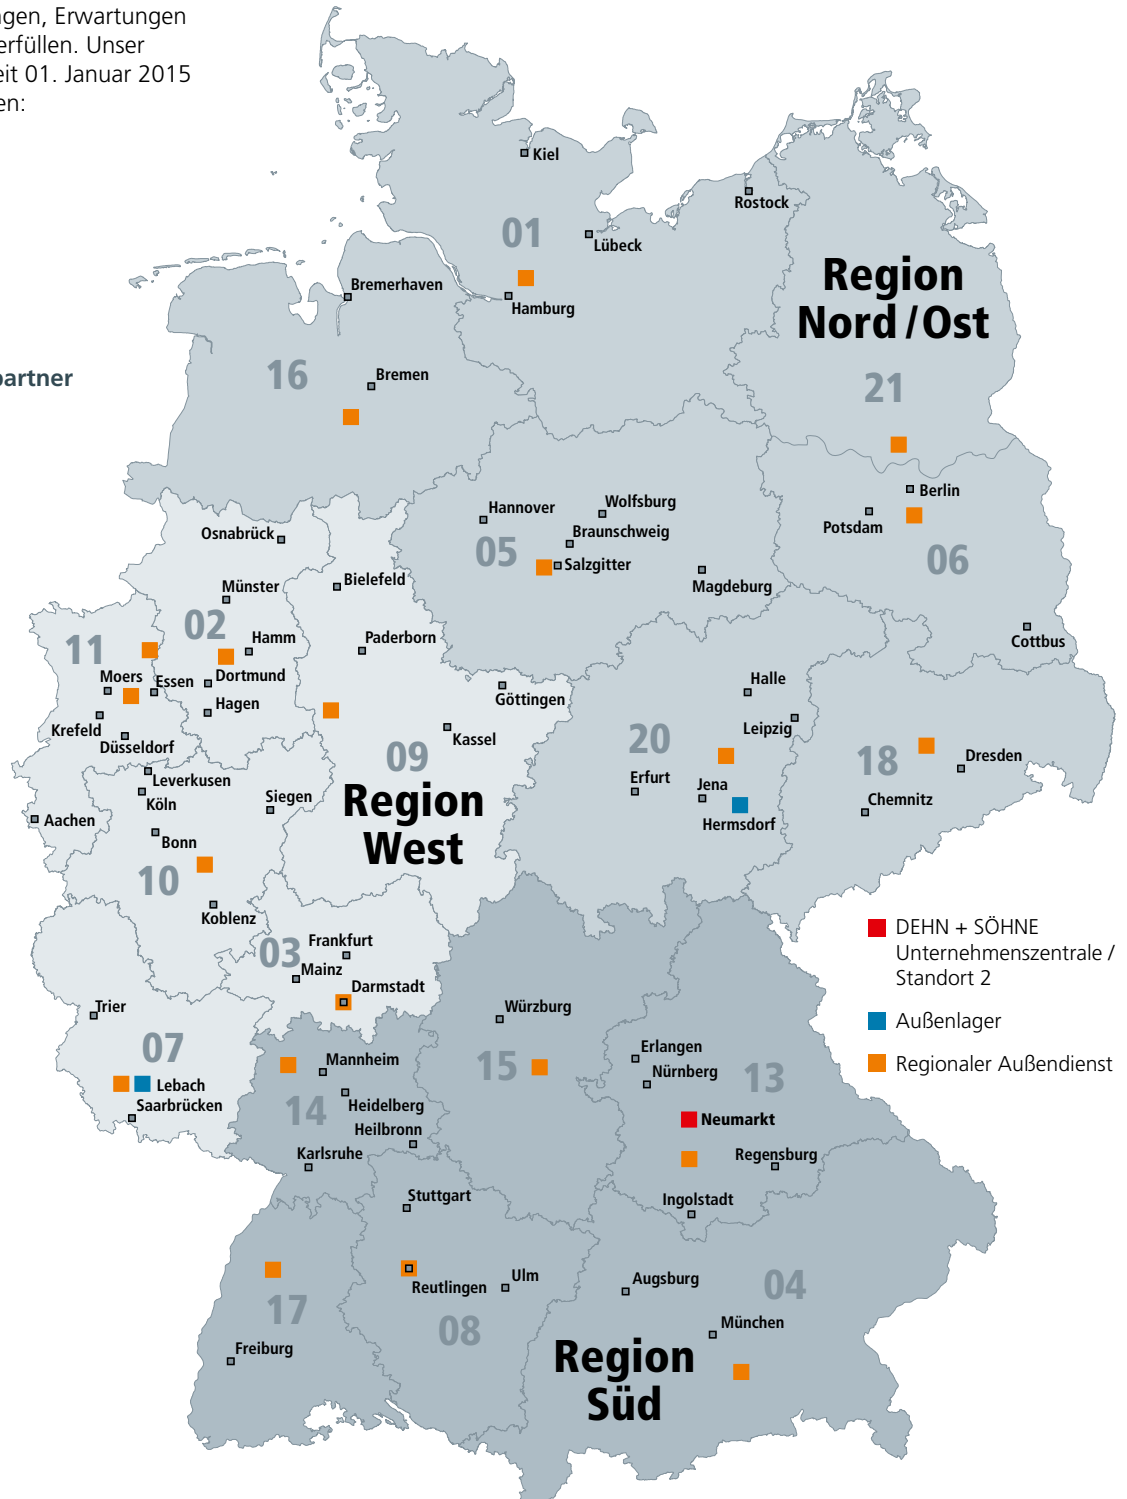 ngen, Erwartungen
erfüllen. Unser
eit 01. Januar 2015
en:
partner
Kiel
Rostock
01
Lübeck
Region
Nord / Ost
Bremerhaven
Hamburg
16
Bremen
21
Berlin
Hannover
Wolfsburg
Potsdam
Osnabrück
Braunschweig
05
Salzgitter
06
Bielefeld
Münster
Magdeburg
02
11
Hamm
Paderborn
Cottbus
Moers
Essen
Dortmund
Halle
Göttingen
Hagen
Krefeld
Leipzig
Düsseldorf
Kassel
20
09
18
Dresden
Leverkusen
Erfurt
Jena
Köln
Siegen
Region
West
Chemnitz
Aachen
Hermsdorf
Bonn
10
Koblenz
03
Frankfurt
Mainz
Darmstadt
DEHN + SÖHNE
Unternehmenszentrale /
Standort 2
Außenlager
Regionaler Außendienst
Trier
Würzburg
07
Erlangen
Mannheim
15
Nürnberg
13
Lebach
Saarbrücken
14
Heidelberg
Neumarkt
Heilbronn
Karlsruhe
Regensburg
Stuttgart
Ingolstadt
Reutlingen
Ulm
Augsburg
04
17
08
München
Freiburg
Region
Süd